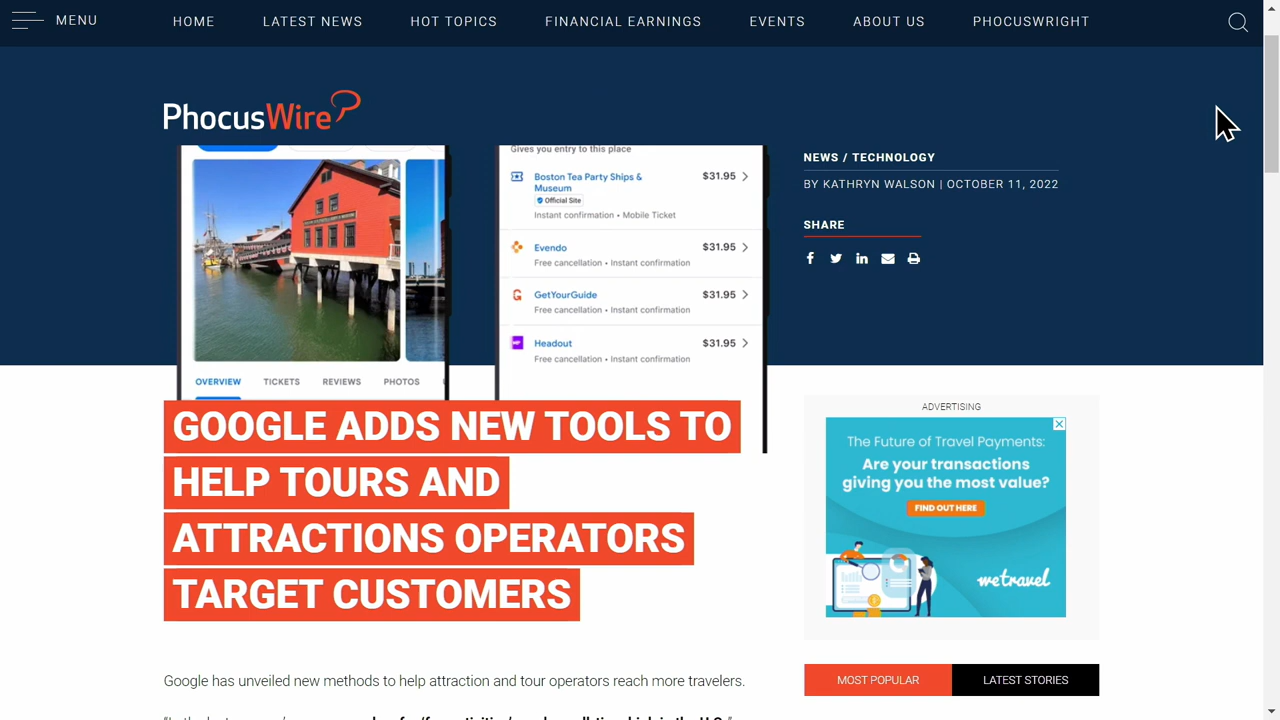 MENU
HOME
LATEST NEWS
HOT TOPICS
FINANCIAL EARNINGS
EVENTS
ABOUT US
PHOCUSWRIGHT
PhocusWire
OVERVIEW
TICKETS
REVIEWS
PHOTOS
Gives you entry to this place
Boston Tea Party Ships &
Museum
$31.95
Official Site
Instant confirmation • Mobile Ticket
Evendo
$31.95
Free cancellation • Instant confirmation
GetYourGuide
$31.95
Free cancellation • Instant confirmation
Headout
$31.95
Free cancellation • Instant confirmation
NEWS / TECHNOLOGY
BY KATHRYN WALSON | OCTOBER 11, 2022
SHARE
GOOGLE ADDS NEW TOOLS TO
HELP TOURS AND
ATTRACTIONS OPERATORS
TARGET CUSTOMERS
Google has unveiled new methods to help attraction and tour operators reach more travelers.
ADVERTISING
The Future of Travel Payments:
Are your transactions
giving you the most value?
FIND OUT HERE
wetravel
MOST POPULAR
LATEST STORIES